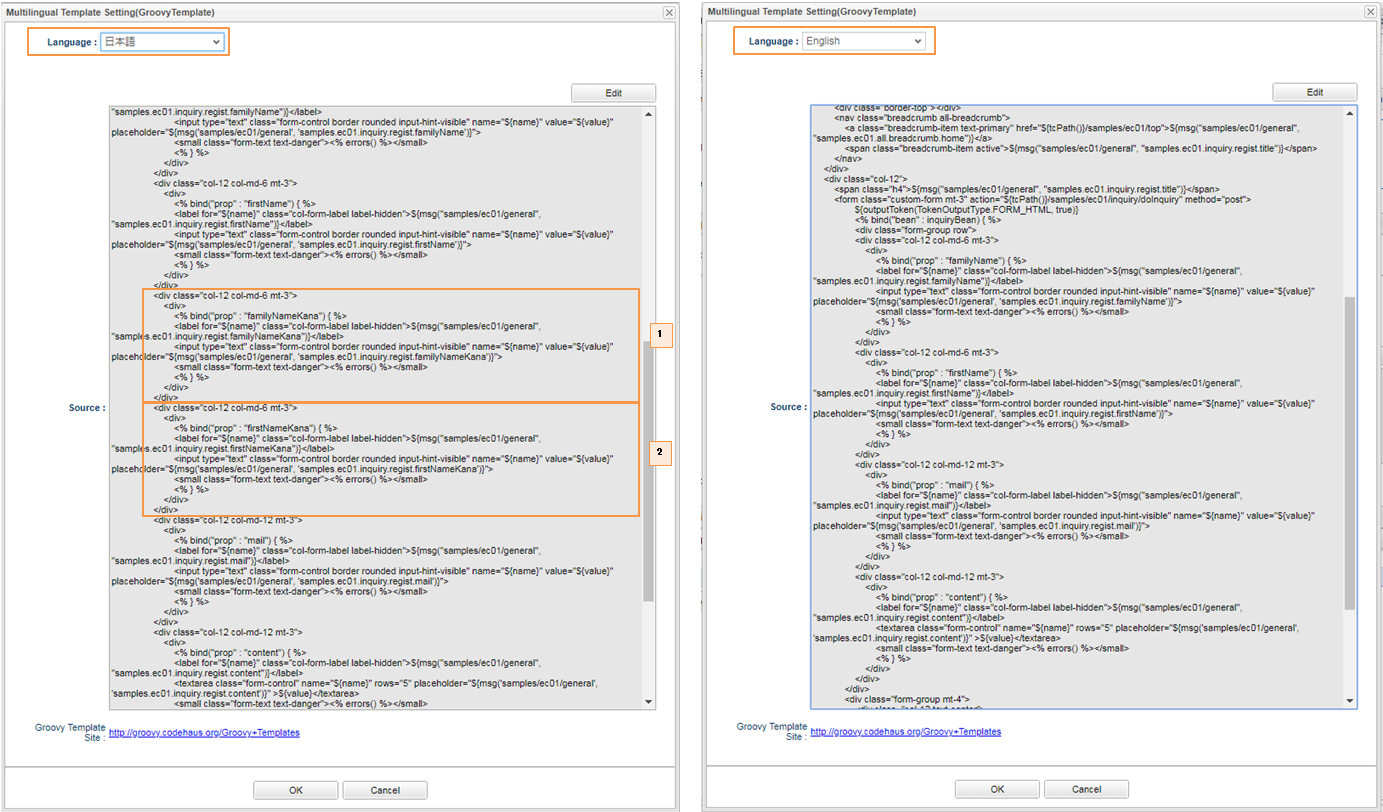 Multilingual Template Setting(GroovyTemplate)
Language : 日本語
Edit
"samples.ec01.inquiry.regist.familyName")}</label>
<input type="text" class="form-control border rounded input-hint-visible" name="${name}" value="${value}"
placeholder="${msg('samples/ec01/general', 'samples.ec01.inquiry.regist.familyName')}">
<small class="form-text text-danger"><% errors() %></small>
<% } %>
</div>
</div>
<div class="col-12 col-md-6 mt-3">
<div>
<% bind("prop" : "firstName") { %>
<label for="${name}" class="col-form-label label-hidden">${msg("samples/ec01/general",
"samples.ec01.inquiry.regist.firstName")}</label>
<input type="text" class="form-control border rounded input-hint-visible" name="${name}" value="${value}"
placeholder="${msg('samples/ec01/general', 'samples.ec01.inquiry.regist.firstName')}">
<small class="form-text text-danger"><% errors() %></small>
<% } %>
</div>
</div>
<div class="col-12 col-md-6 mt-3">
<div>
<% bind("prop" : "familyNameKana") { %>
<label for="${name}" class="col-form-label label-hidden">${msg("samples/ec01/general",
"samples.ec01.inquiry.regist.familyNameKana")}</label>
<input type="text" class="form-control border rounded input-hint-visible" name="${name}" value="${value}"
placeholder="${msg('samples/ec01/general', 'samples.ec01.inquiry.regist.familyNameKana')}">
<small class="form-text text-danger"><% errors() %></small>
<% } %>
</div>
</div>
1
Source :
<div class="col-12 col-md-6 mt-3">
<div>
<% bind("prop" : "firstNameKana") { %>
<label for="${name}" class="col-form-label label-hidden">${msg("samples/ec01/general",
"samples.ec01.inquiry.regist.firstNameKana")}</label>
<input type="text" class="form-control border rounded input-hint-visible" name="${name}" value="${value}"
placeholder="${msg('samples/ec01/general', 'samples.ec01.inquiry.regist.firstNameKana')}">
<small class="form-text text-danger"><% errors() %></small>
<% } %>
</div>
</div>
2
<div class="col-12 col-md-12 mt-3">
<div>
<% bind("prop" : "mail") { %>
<label for="${name}" class="col-form-label label-hidden">${msg("samples/ec01/general",
"samples.ec01.inquiry.regist.mail")}</label>
<input type="text" class="form-control border rounded input-hint-visible" name="${name}" value="${value}"
placeholder="${msg('samples/ec01/general', 'samples.ec01.inquiry.regist.mail')}">
<small class="form-text text-danger"><% errors() %></small>
<% } %>
</div>
</div>
<div class="col-12 col-md-12 mt-3">
<div>
<% bind("prop" : "content") { %>
<label for="${name}" class="col-form-label label-hidden">${msg("samples/ec01/general",
"samples.ec01.inquiry.regist.content")}</label>
<textarea class="form-control" name="${name}" rows="5" placeholder="${msg('samples/ec01/general',
'samples.ec01.inquiry.regist.content')}" >${value}</textarea>
<small class="form-text text-danger"><% errors() %></small>
Groovy Template
Site : http://groovy.codehaus.org/Groovy+Templates
OK
Cancel
Multilingual Template Setting(GroovyTemplate)
Language : English
Edit
<div class="border-top"></div>
<nav class="breadcrumb all-breadcrumb">
<a class="breadcrumb-item text-primary" href="${tcPath()}/samples/ec01/top">${msg("samples/ec01/general",
"samples.ec01.all.breadcrumb.home")}</a>
<span class="breadcrumb-item active">${msg("samples/ec01/general", "samples.ec01.inquiry.regist.title")}</span>
</nav>
</div>
<div class="col-12">
<span class="h4">${msg("samples/ec01/general", "samples.ec01.inquiry.regist.title")}</span>
<form class="custom-form mt-3" action="${tcPath()}/samples/ec01/inquiry/doInquiry" method="post">
${outputToken(TokenOutputType.FORM_HTML, true)}
<% bind("bean" : inquiryBean) { %>
<div class="form-group row">
<div class="col-12 col-md-6 mt-3">
<div>
<% bind("prop" : "familyName") { %>
<label for="${name}" class="col-form-label label-hidden">${msg("samples/ec01/general",
"samples.ec01.inquiry.regist.familyName")}</label>
<input type="text" class="form-control border rounded input-hint-visible" name="${name}" value="${value}"
placeholder="${msg('samples/ec01/general', 'samples.ec01.inquiry.regist.familyName')}">
<small class="form-text text-danger"><% errors() %></small>
<% } %>
</div>
</div>
<div class="col-12 col-md-6 mt-3">
<div>
<% bind("prop" : "firstName") { %>
<label for="${name}" class="col-form-label label-hidden">${msg("samples/ec01/general",
"samples.ec01.inquiry.regist.firstName")}</label>
Source :
<input type="text" class="form-control border rounded input-hint-visible" name="${name}" value="${value}"
placeholder="${msg('samples/ec01/general', 'samples.ec01.inquiry.regist.firstName')}">
<small class="form-text text-danger"><% errors() %></small>
<% } %>
</div>
</div>
<div class="col-12 col-md-12 mt-3">
<div>
<% bind("prop" : "mail") { %>
<label for="${name}" class="col-form-label label-hidden">${msg("samples/ec01/general",
"samples.ec01.inquiry.regist.mail")}</label>
<input type="text" class="form-control border rounded input-hint-visible" name="${name}" value="${value}"
placeholder="${msg('samples/ec01/general', 'samples.ec01.inquiry.regist.mail')}">
<small class="form-text text-danger"><% errors() %></small>
<% } %>
</div>
</div>
<div class="col-12 col-md-12 mt-3">
<div>
<% bind("prop" : "content") { %>
<label for="${name}" class="col-form-label label-hidden">${msg("samples/ec01/general",
"samples.ec01.inquiry.regist.content")}</label>
<textarea class="form-control" name="${name}" rows="5" placeholder="${msg('samples/ec01/general',
'samples.ec01.inquiry.regist.content')}" >${value}</textarea>
<small class="form-text text-danger"><% errors() %></small>
<% } %>
</div>
</div>
</div>
<div class="form-group mt-4">
<div class="col-12 text-center">
Groovy Template
Site : http://groovy.codehaus.org/Groovy+Templates
OK
Cancel